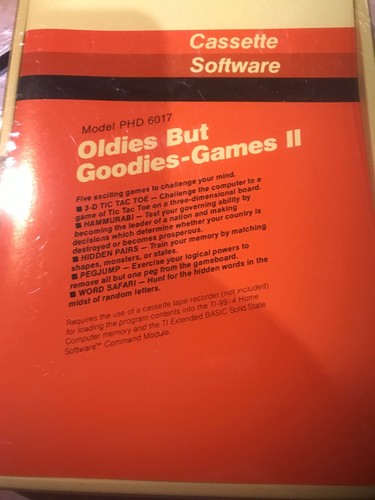 Cassette
Software
Model PHD 6017
Oldies But
Goodies-Games II
Five exciting games to challenge your mind.
■ 3-D TIC TAC TOE — Challenge the computer to a
game of Tic Tac Toe on a three-dimensional board.
■ HAMMURABI — Test your governing ability by
becoming the leader of a nation and making
decisions which determine whether your country is
destroyed or becomes prosperous.
■ HIDDEN PAIRS — Train your memory by matching
shapes, monsters, or states.
■ PEGJUMP — Exercise your logical powers to
remove all but one peg from the gameboard.
■ WORD SAFARI — Hunt for the hidden words in the
midst of random letters.
Requires the use of a cassette tape recorder (not included)
for loading the program contents into the TI-99/4 Home
Computer memory and the TI Extended BASIC Solid State
Software™ Command Module.